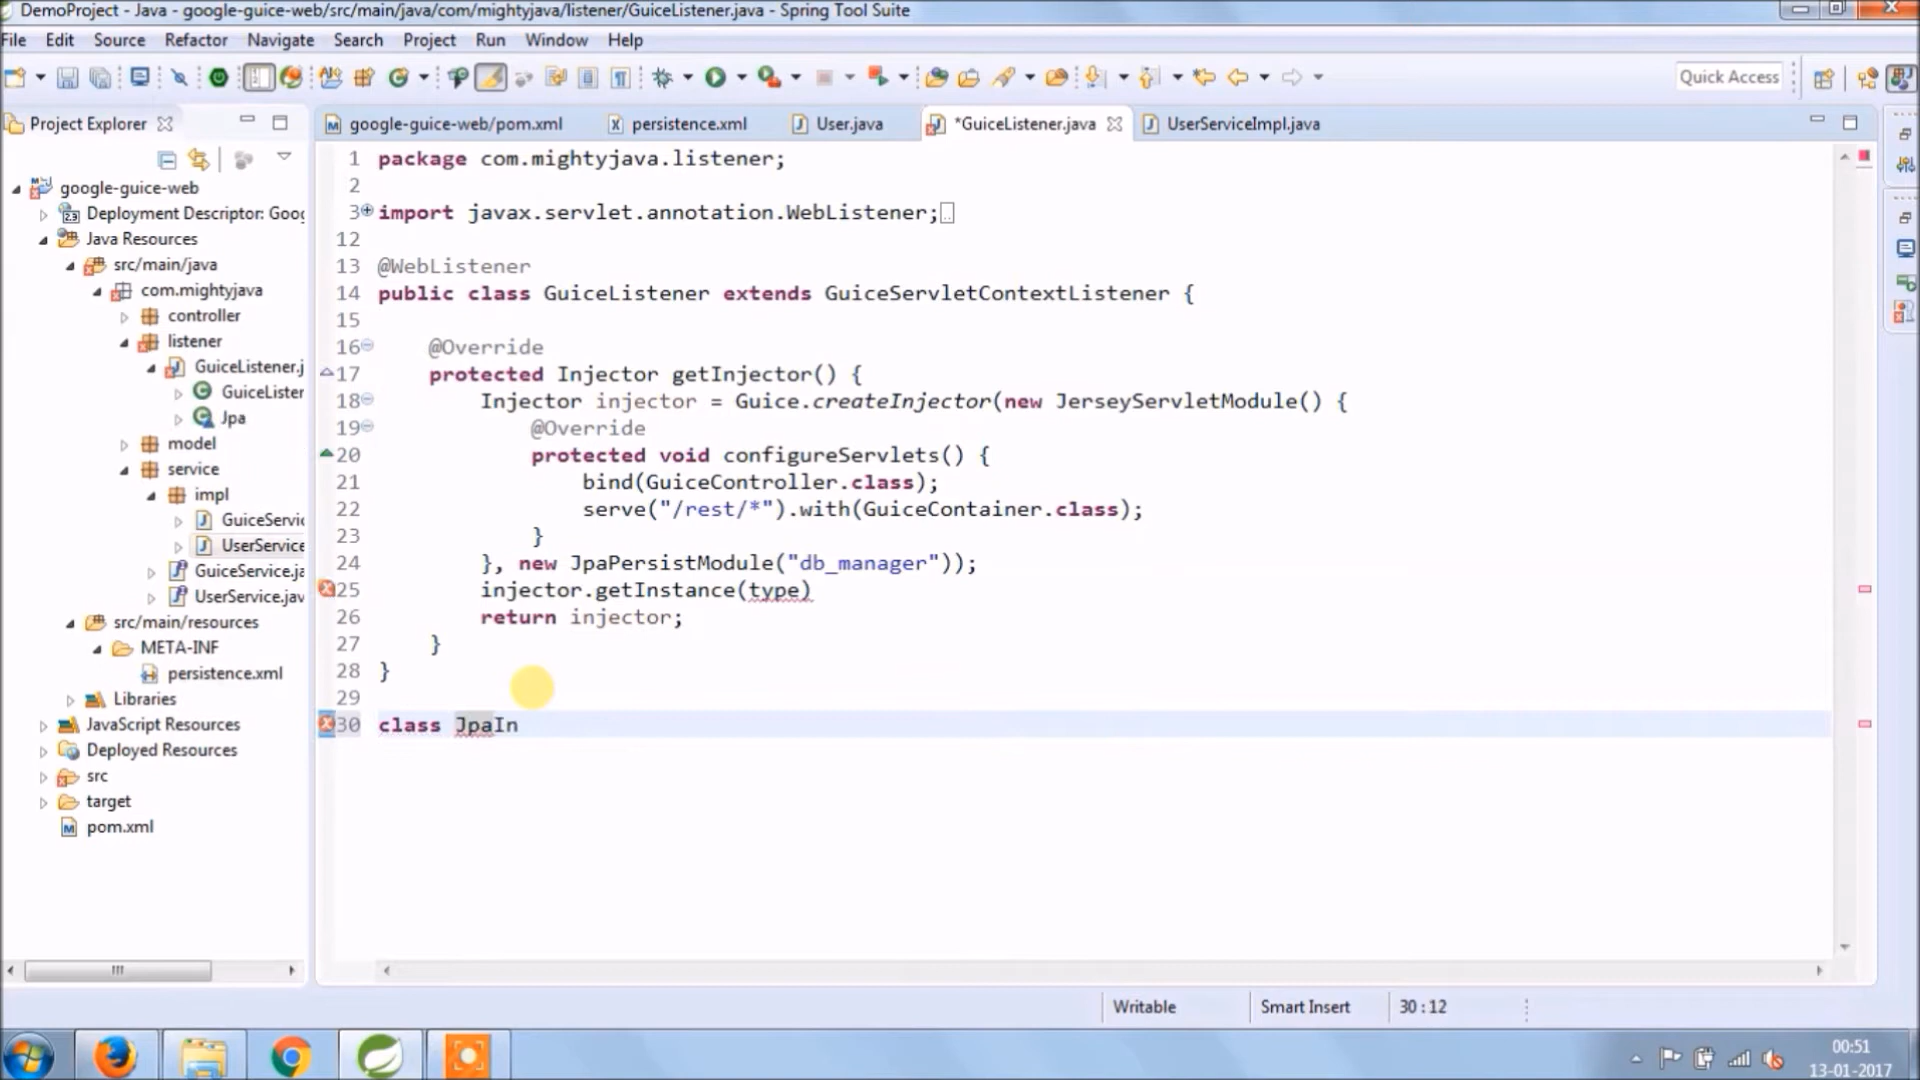 DemoProject - Java - google-guice-web/src/main/java/com/mightyjava/listener/GuiceListener.java - Spring Tool Suite
File Edit Source Refactor Navigate Search Project Run Window Help
Quick Access
Project Explorer
google-guice-web/pom.xml persistence.xml User.java *GuiceListener.java UserServiceImpl.java
google-guice-web
Deployment Descriptor: Goog
Java Resources
src/main/java
com.mightyjava
controller
listener
GuiceListener.j
GuiceListen
Jpa
model
service
impl
GuiceServic
UserService
GuiceService.ja
UserService.jav
src/main/resources
META-INF
persistence.xml
Libraries
JavaScript Resources
Deployed Resources
src
target
pom.xml
1 package com.mightyjava.listener;
2
3 import javax.servlet.annotation.WebListener;
12
13 @WebListener
14 public class GuiceListener extends GuiceServletContextListener {
15
16 @Override
17 protected Injector getInjector() {
18 Injector injector = Guice.createInjector(new JerseyServletModule() {
19 @Override
20 protected void configureServlets() {
21 bind(GuiceController.class);
22 serve("/rest/*").with(GuiceContainer.class);
23 }
24 }, new JpaPersistModule("db_manager"));
25 injector.getInstance(type)
26 return injector;
27 }
28 }
29
30 class JpaIn
Writable Smart Insert 30 : 12
00:51
13-01-2017